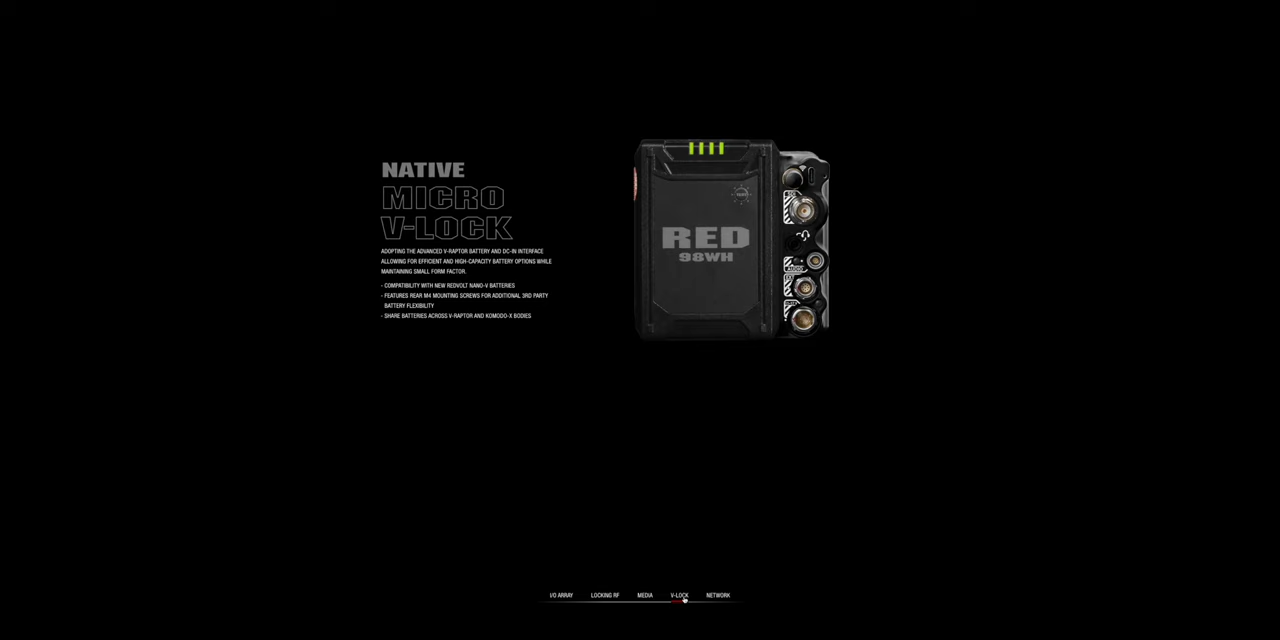 NATIVE
MICRO
V-LOCK
ADOPTING THE ADVANCED V-RAPTOR BATTERY AND DC-IN INTERFACE
ALLOWING FOR EFFICIENT AND HIGH-CAPACITY BATTERY OPTIONS WHILE
MAINTAINING SMALL FORM FACTOR.
- COMPATIBILITY WITH NEW REDVOLT NANO-V BATTERIES
- FEATURES REAR M4 MOUNTING SCREWS FOR ADDITIONAL 3RD PARTY
BATTERY FLEXIBILITY
- SHARE BATTERIES ACROSS V-RAPTOR AND KOMODO-X BODIES
RED
98WH
AUDIO
I/O ARRAY
LOCKING RF
MEDIA
V-LOCK
NETWORK